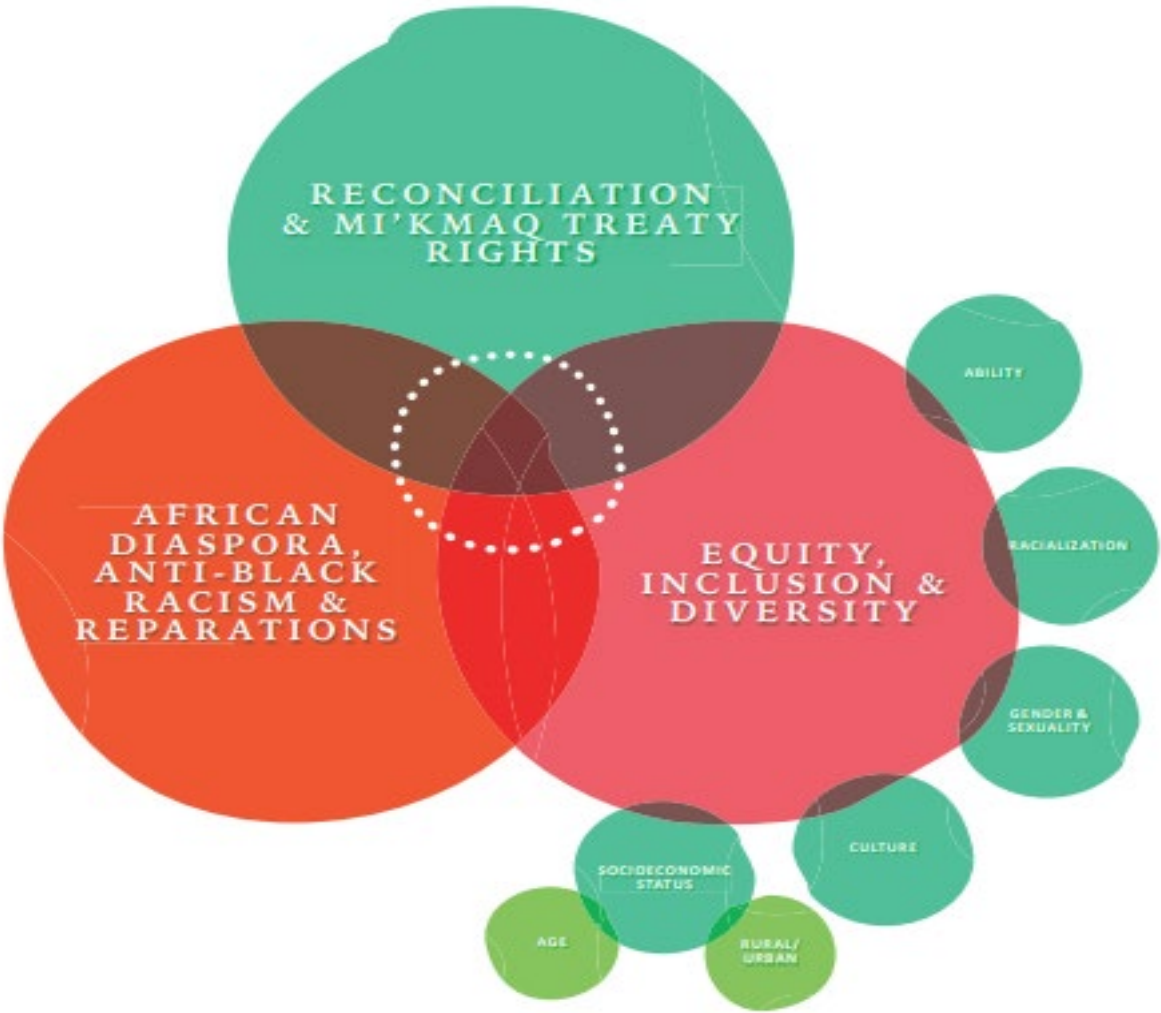 RECONCILIATION
& MI’KMAQ TREATY
RIGHTS
AFRICAN
DIASPORA,
ANTI-BLACK
RACISM &
REPARATIONS
EQUITY,
INCLUSION &
DIVERSITY
ABILITY
RACIALIZATION
GENDER &
SEXUALITY
CULTURE
SOCIOECONOMIC
STATUS
AGE
RURAL/
URBAN